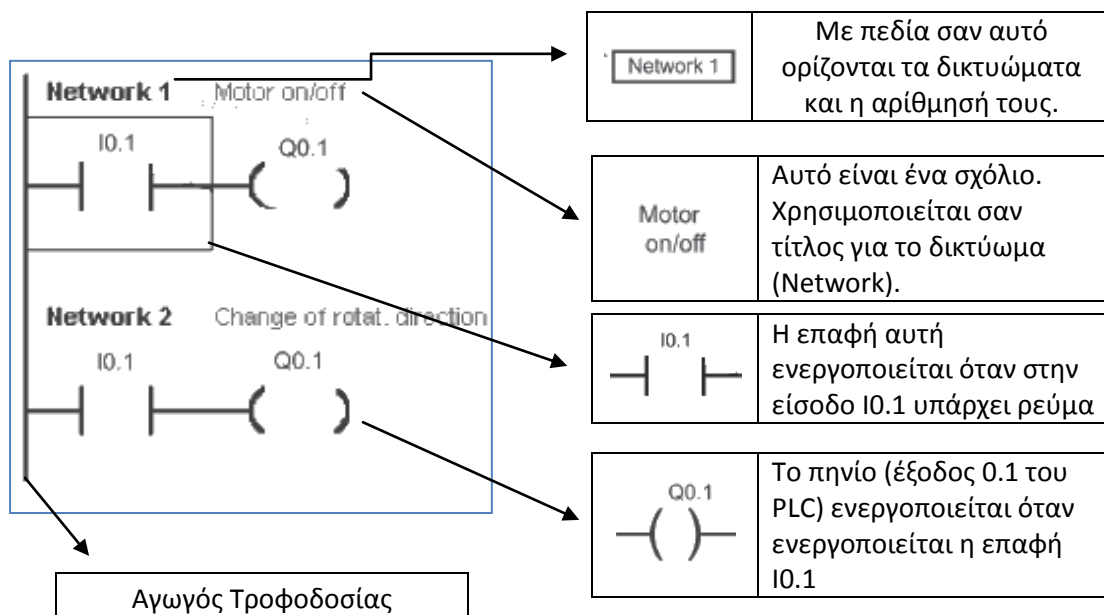 Network 1 Motor on/off
I0.1 Q0.1
Network 2 Change of rotat. direction
I0.1 Q0.1
Αγωγός Τροφοδοσίας
Network 1
Με πεδία σαν αυτό
ορίζονται τα δικτυώματα
και η αρίθμησή τους.
Motor
on/off
Αυτό είναι ένα σχόλιο.
Χρησιμοποιείται σαν
τίτλος για το δικτύωμα
(Network).
I0.1
Η επαφή αυτή
ενεργοποιείται όταν στην
είσοδο I0.1 υπάρχει ρεύμα
Q0.1
Το πηνίο (έξοδος 0.1 του
PLC) ενεργοποιείται όταν
ενεργοποιείται η επαφή
I0.1